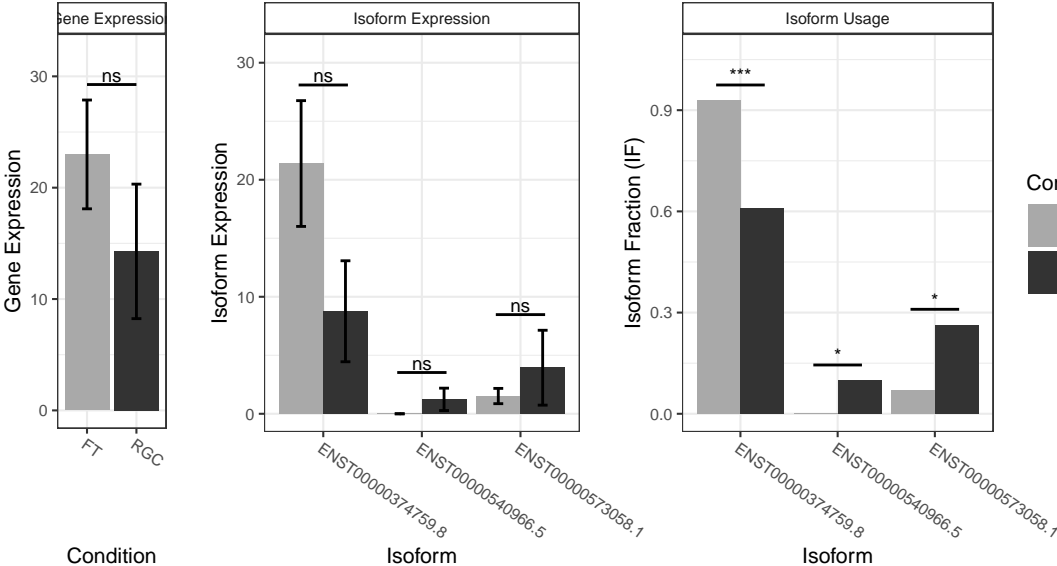 Gene Expression
Isoform Expression
Isoform Usage
Gene Expression
30
20
10
0
ns
FT
RGC
Condition
Isoform Expression
30
20
10
0
ns
ns
ns
ENST00000374759.8
ENST00000540966.5
ENST00000573058.1
Isoform
Isoform Fraction (IF)
0.9
0.6
0.3
0.0
***
*
*
ENST00000374759.8
ENST00000540966.5
ENST00000573058.1
Isoform